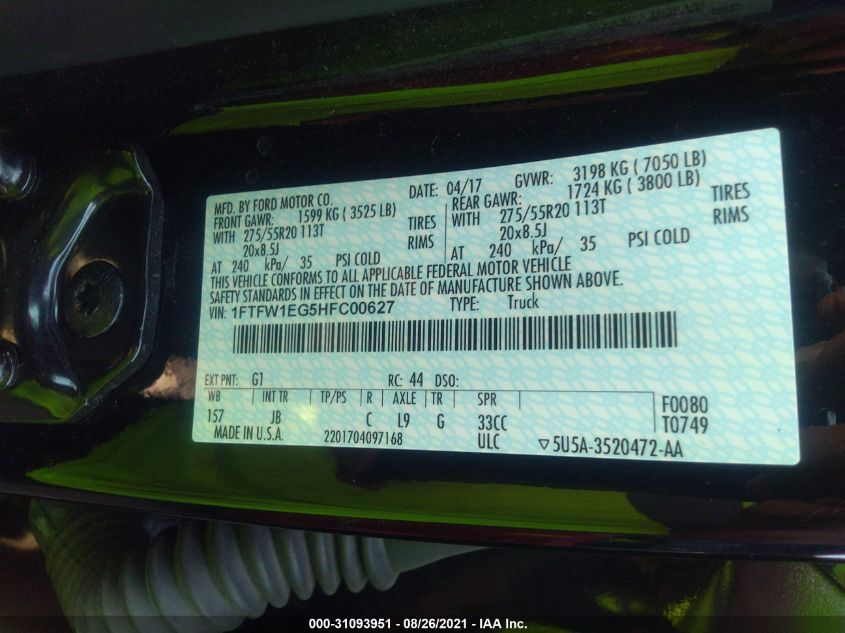 MFD. BY FORD MOTOR CO. DATE: 04/17 GVWR: 3198 KG ( 7050 LB)
FRONT GAWR: 1599 KG ( 3525 LB) REAR GAWR: 1724 KG ( 3800 LB)
WITH 275/55R20 113T TIRES WITH 275/55R20 113T TIRES
20x8.5J RIMS 20x8.5J RIMS
AT 240 kPa/ 35 PSI COLD AT 240 kPa/ 35 PSI COLD
THIS VEHICLE CONFORMS TO ALL APPLICABLE FEDERAL MOTOR VEHICLE
SAFETY STANDARDS IN EFFECT ON THE DATE OF MANUFACTURE SHOWN ABOVE.
VIN: 1FTFW1EG5HFC00627 TYPE: Truck
EXT PNT: G1 RC: 44 DSO:
WB INT TR TP/PS R AXLE TR SPR F0080
157 JB C L9 G 33CC T0749
MADE IN U.S.A. 2201704097168 ULC ▽5U5A-3520472-AA
000-31093951 - 08/26/2021 - IAA Inc.